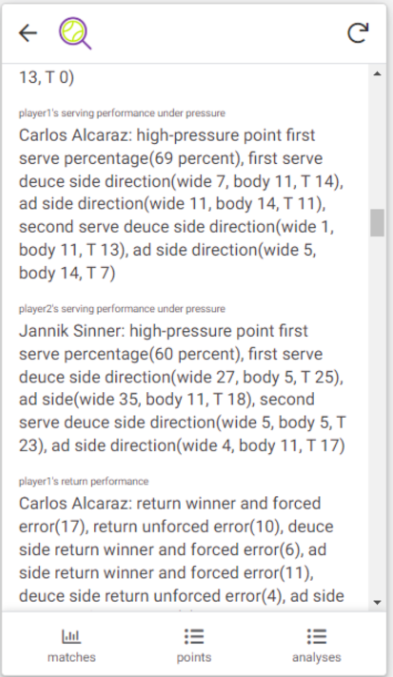 13, T 0)
player1's serving performance under pressure
Carlos Alcaraz: high-pressure point first
serve percentage(69 percent), first serve
deuce side direction(wide 7, body 11, T 14),
ad side direction(wide 11, body 14, T 11),
second serve deuce side direction(wide 1,
body 11, T 13), ad side direction(wide 5,
body 14, T 7)
player2's serving performance under pressure
Jannik Sinner: high-pressure point first
serve percentage(60 percent), first serve
deuce side direction(wide 27, body 5, T 25),
ad side(wide 35, body 11, T 18), second
serve deuce side direction(wide 5, body 5, T
23), ad side direction(wide 4, body 11, T 17)
player1's return performance
Carlos Alcaraz: return winner and forced
error(17), return unforced error(10), deuce
side return winner and forced error(6), ad
side return winner and forced error(11),
deuce side return unforced error(4), ad side
matches
points
analyses